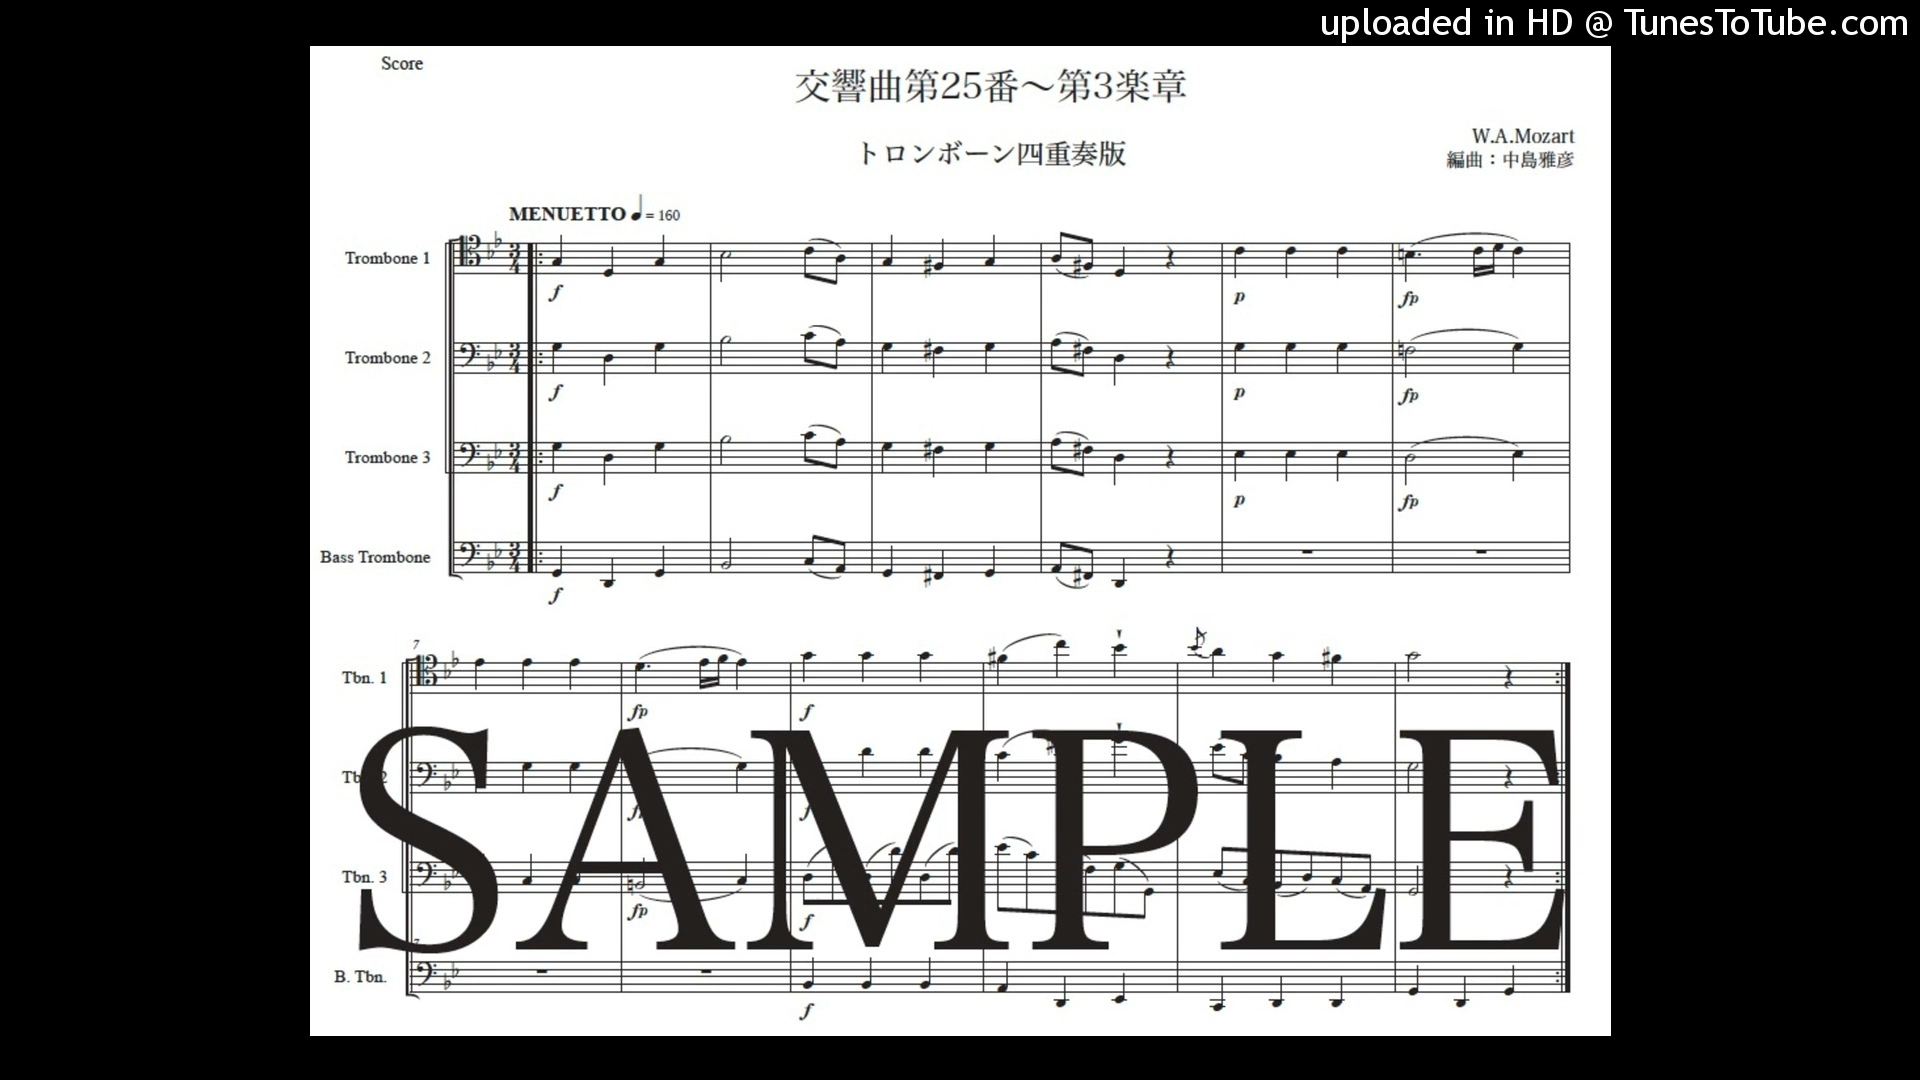 uploaded in HD @ TunesToTube.com
Score
交響曲第25番～第3楽章
トロンボーン四重奏版
W.A.Mozart
編曲：中島雅彦
MENUETTO ♩= 160
Trombone 1
f
p
fp
Trombone 2
f
p
fp
Trombone 3
f
p
fp
Bass Trombone
f
7
Tbn. 1
fp
f
Tbn. 3
fp
f
B. Tbn.
f
SAMPLE